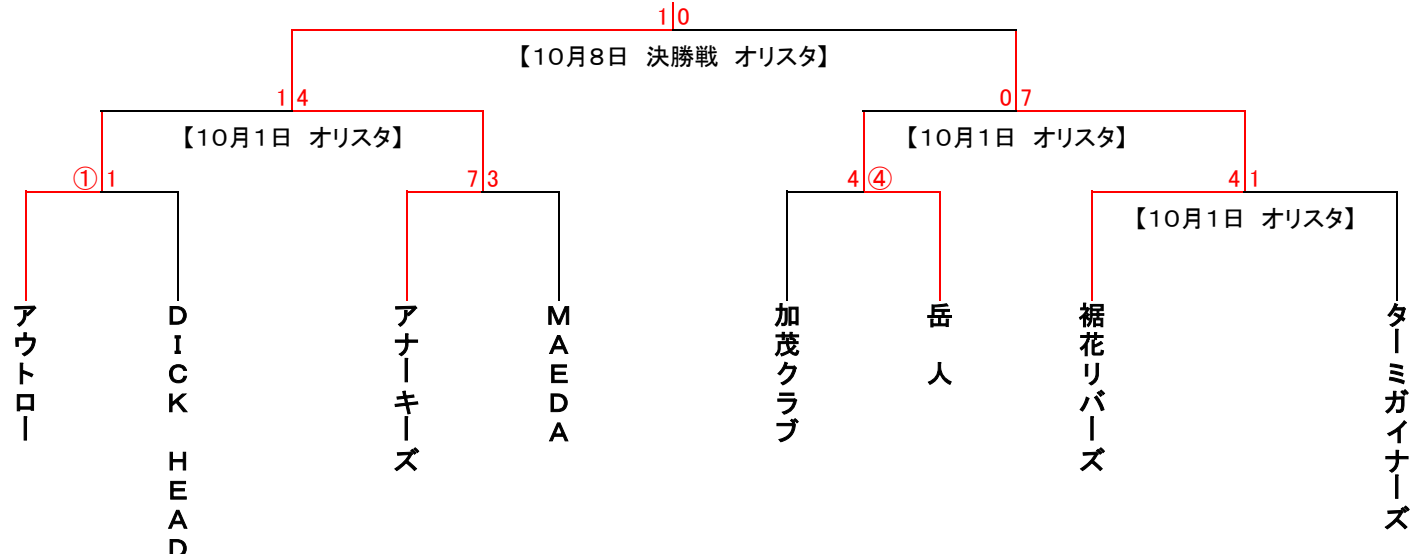 1 0
【10月8日 決勝戦 オリスタ】
1 4
0 7
【10月1日 オリスタ】
【10月1日 オリスタ】
① 1
7 3
4 ④
4 1
【10月1日 オリスタ】
アウトロー
DICK HEAD
アナーキーズ
MAEDA
加茂クラブ
岳 人
裾花リバーズ
ターミガイナーズ